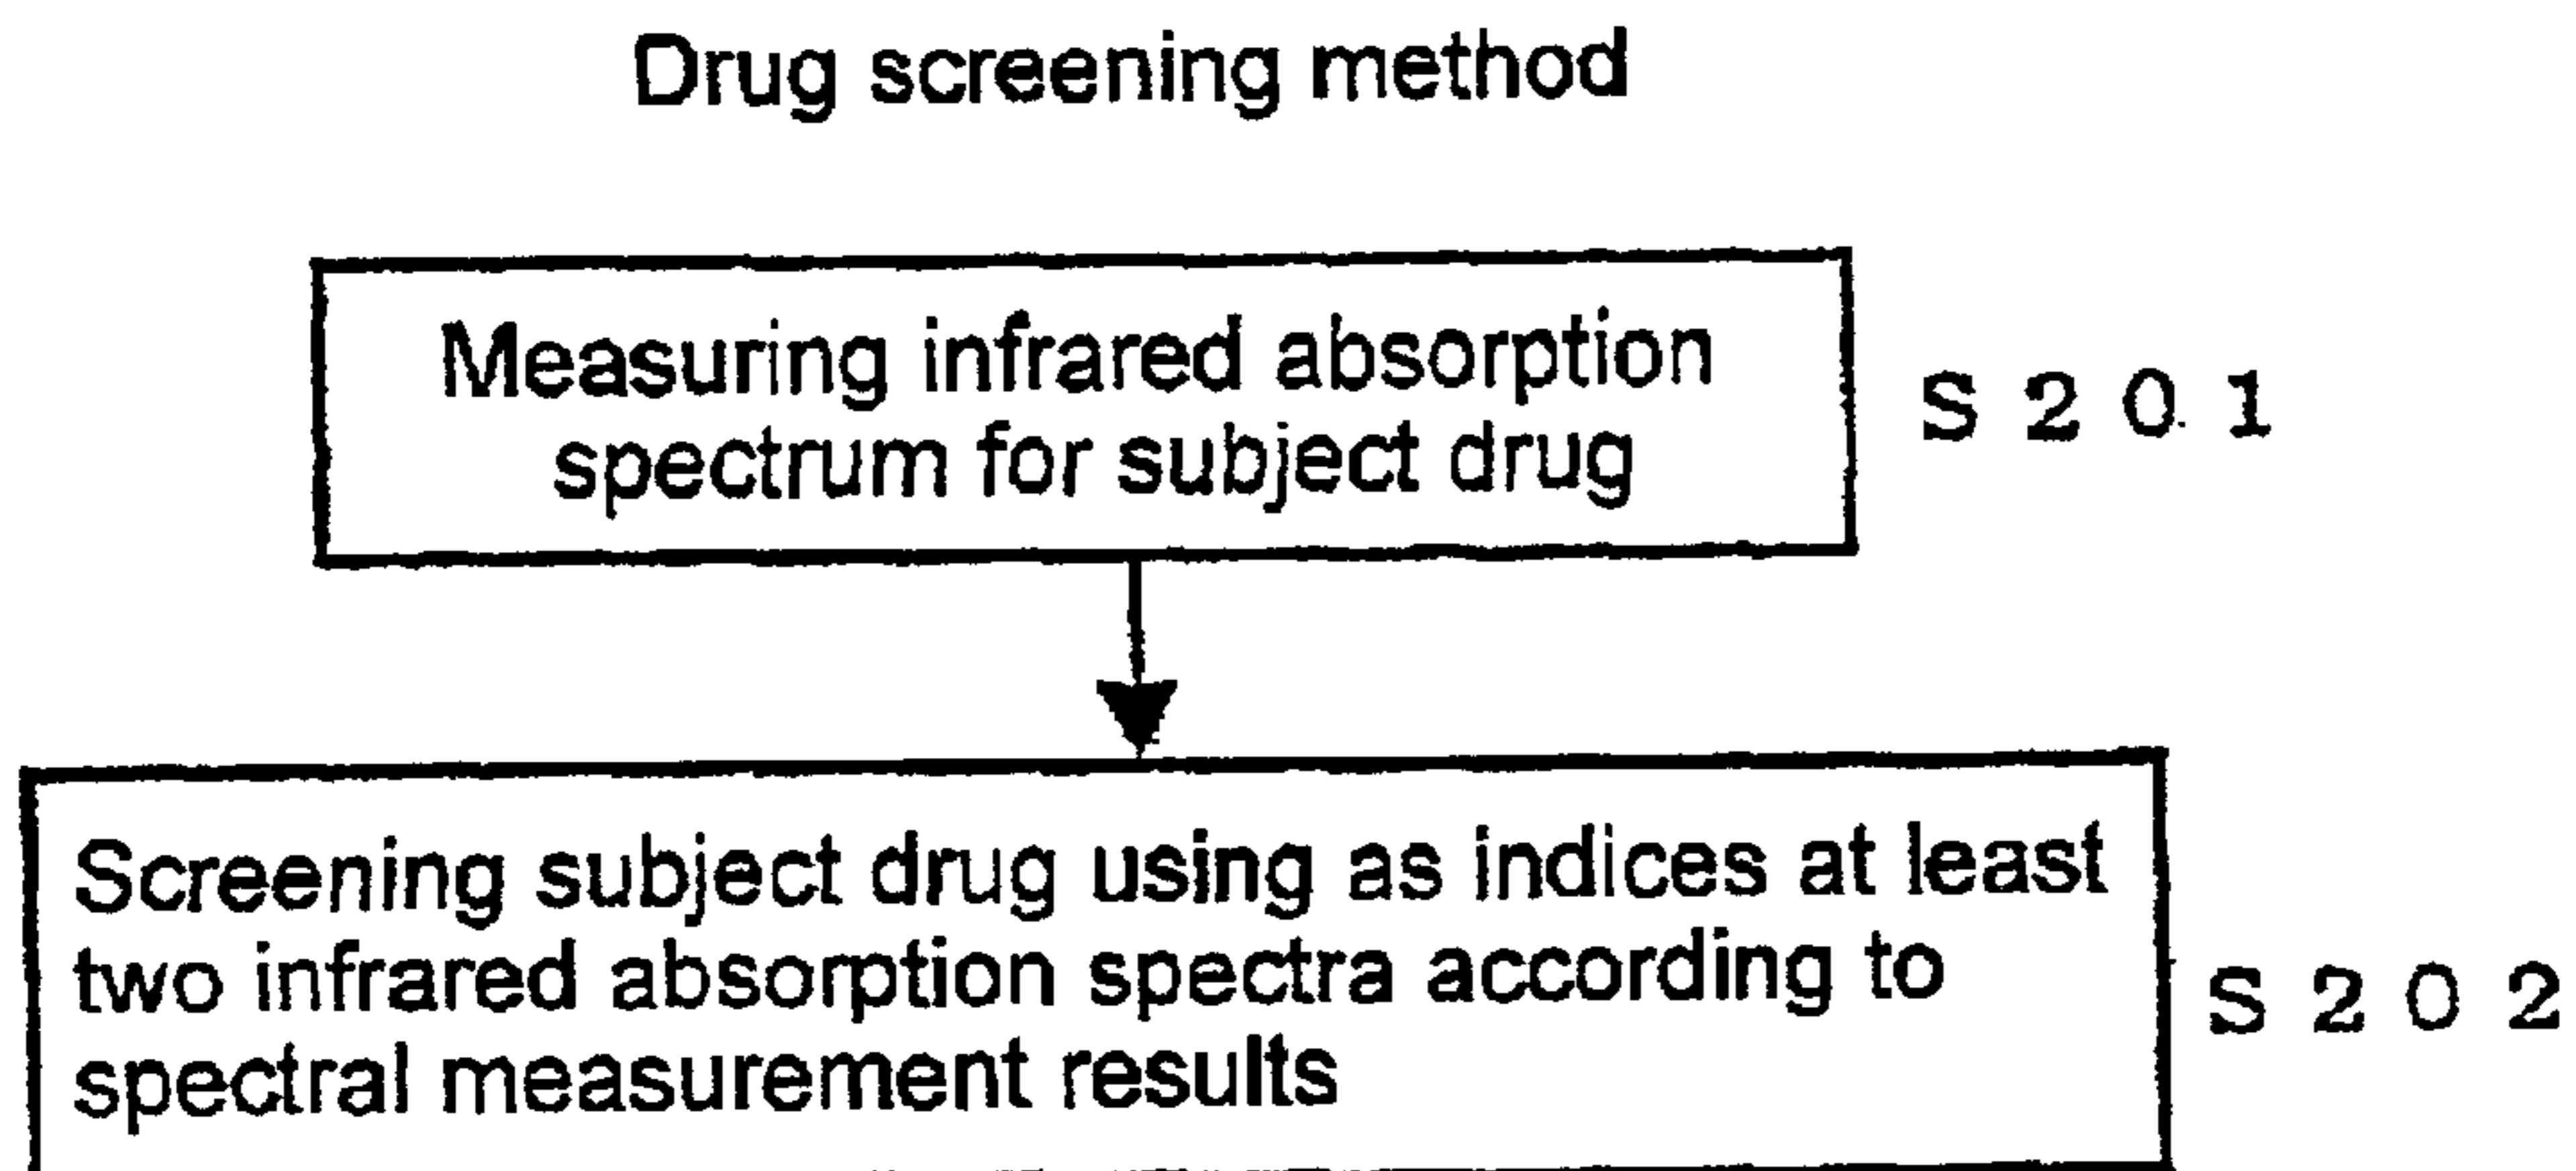 Drug screening method
Measuring infrared absorption
spectrum for subject drug
S 2 0 1
Screening subject drug using as indices at least
two infrared absorption spectra according to
spectral measurement results
S 2 0 2